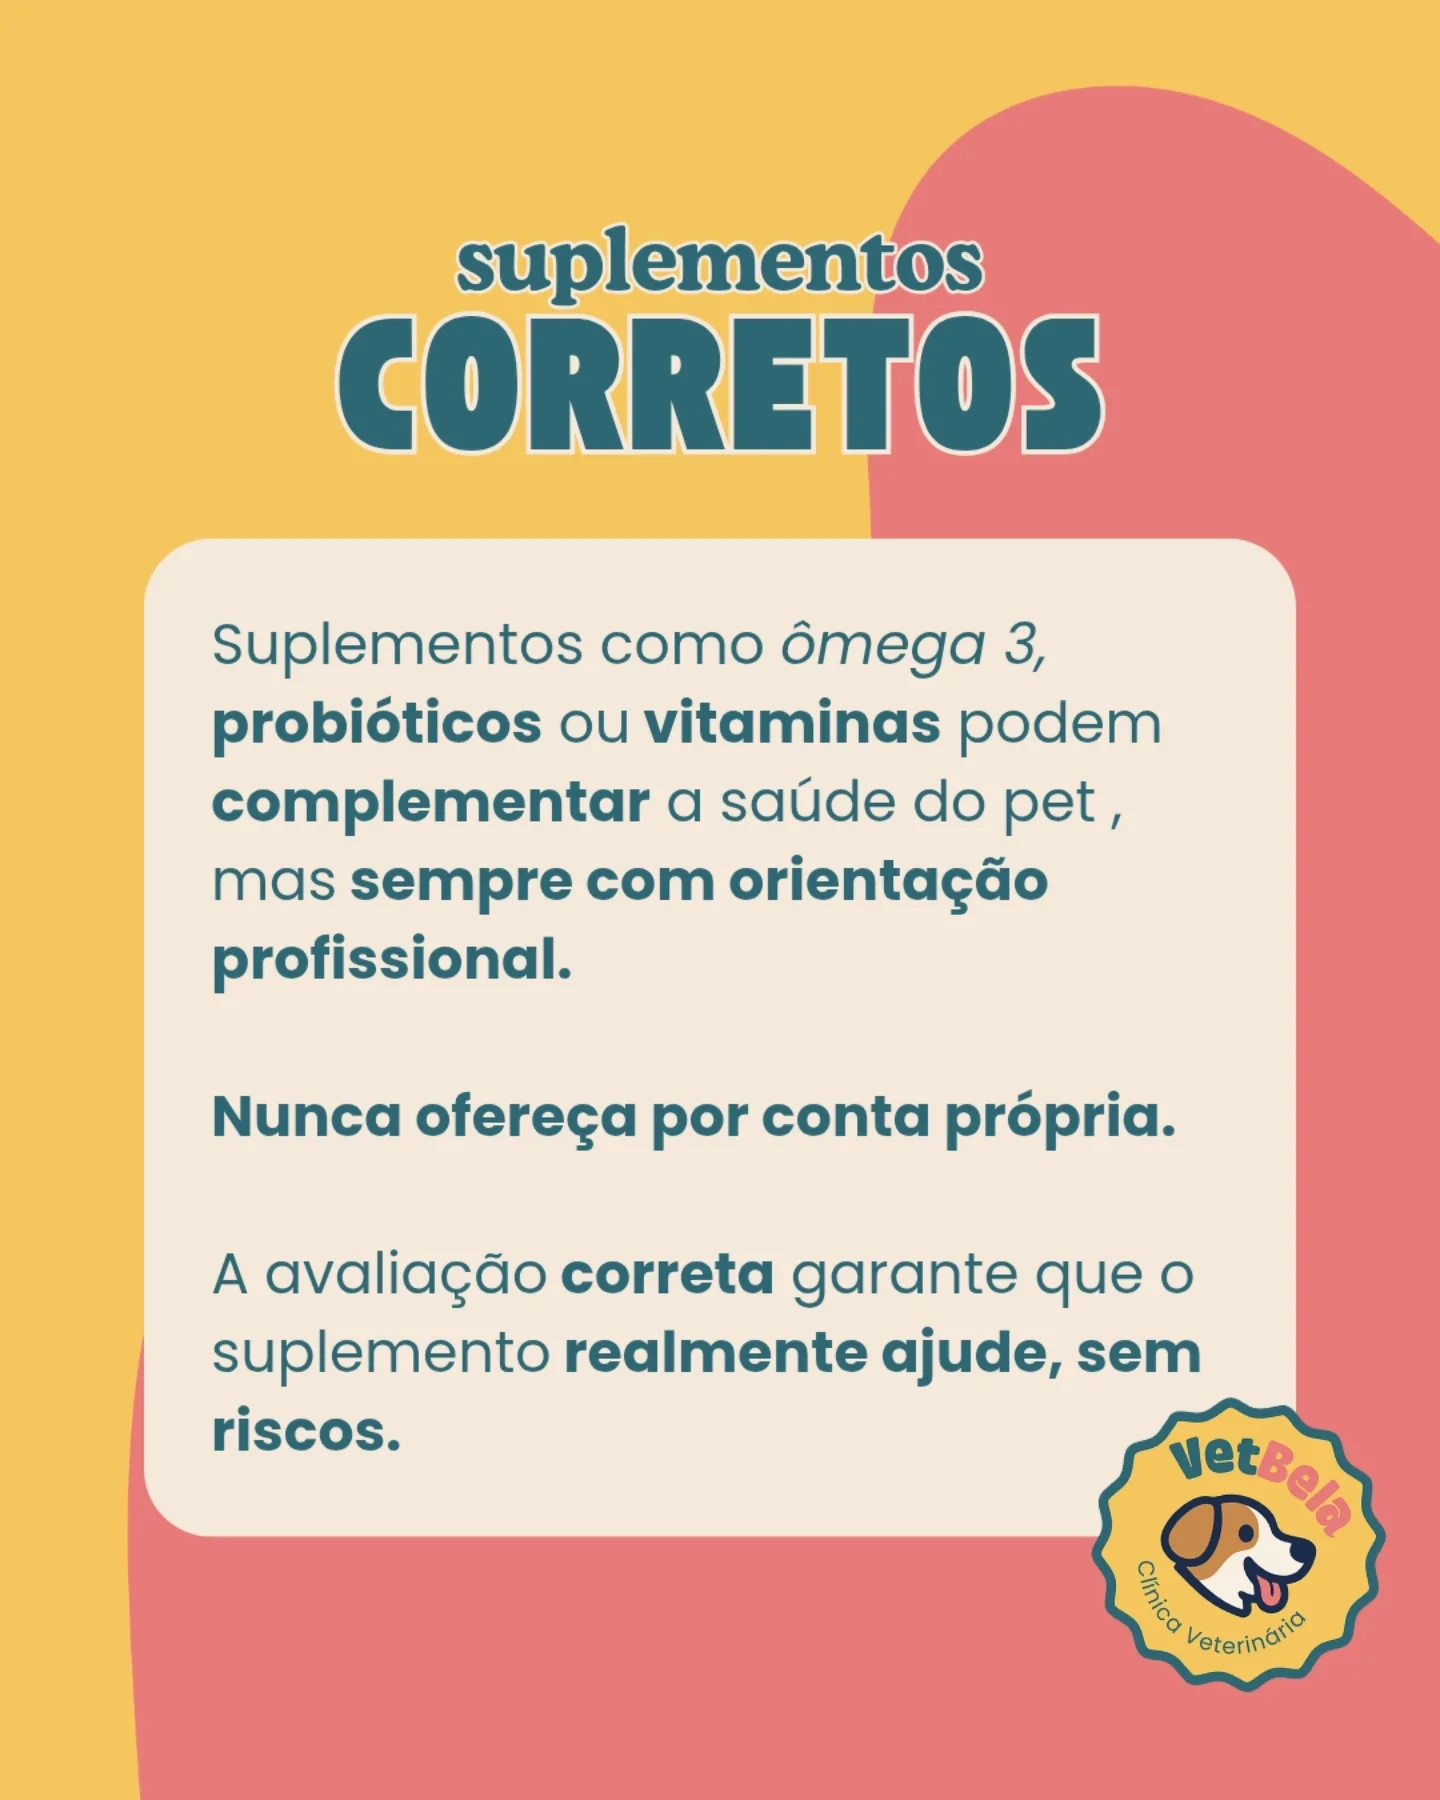 suplementos
CORRETOS
Suplementos como ômega 3,
probióticos ou vitaminas podem
complementar a saúde do pet ,
mas sempre com orientação
profissional.
Nunca ofereça por conta própria.
A avaliação correta garante que o
suplemento realmente ajude, sem
riscos.
VetBela
Clínica Veterinária